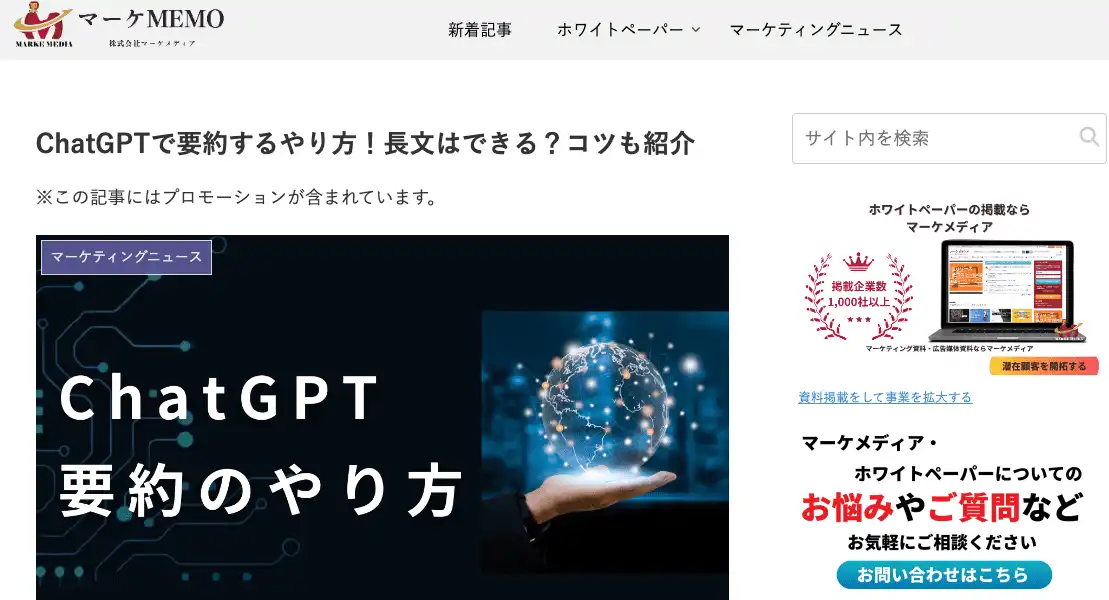 マーケMEMO
MARKE MEDIA
株式会社マーケメディア
新着記事 ホワイトペーパー マーケティングニュース
ChatGPTで要約するやり方！長文はできる？コツも紹介
※この記事にはプロモーションが含まれています。
マーケティングニュース
ChatGPT
要約のやり方
サイト内を検索
ホワイトペーパーの掲載なら
マーケメディア
掲載企業数
1,000社以上
マーケティング資料・広告媒体資料ならマーケメディア
潜在顧客を開拓する
資料掲載をして事業を拡大する
マーケメディア・
ホワイトペーパーについての
お悩みやご質問など
お気軽にご相談ください
お問い合わせはこちら